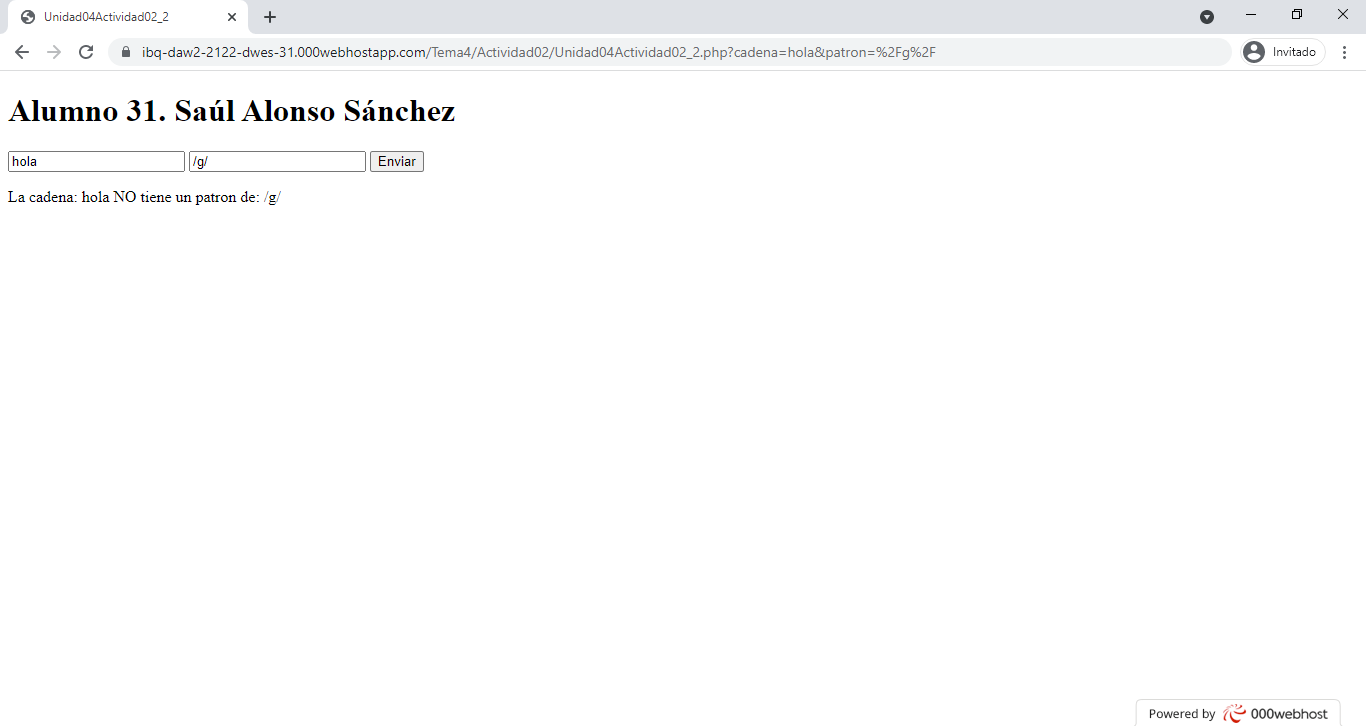 Unidad04Actividad02_2
ibq-daw2-2122-dwes-31.000webhostapp.com/Tema4/Actividad02/Unidad04Actividad02_2.php?cadena=hola&patron=%2Fg%2F
Invitado
Alumno 31. Saúl Alonso Sánchez
hola /g/ Enviar
La cadena: hola NO tiene un patron de: /g/
Powered by 000webhost